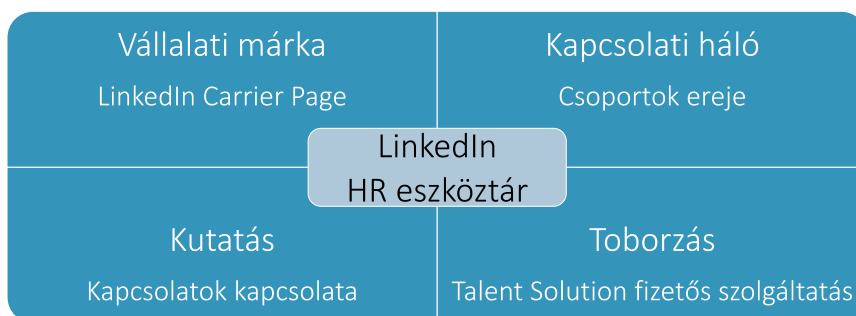 Vállalati márka
LinkedIn Carrier Page
Kapcsolati háló
Csoportok ereje
LinkedIn
HR eszköztár
Kutatás
Kapcsolatok kapcsolata
Toborzás
Talent Solution fizetős szolgáltatás